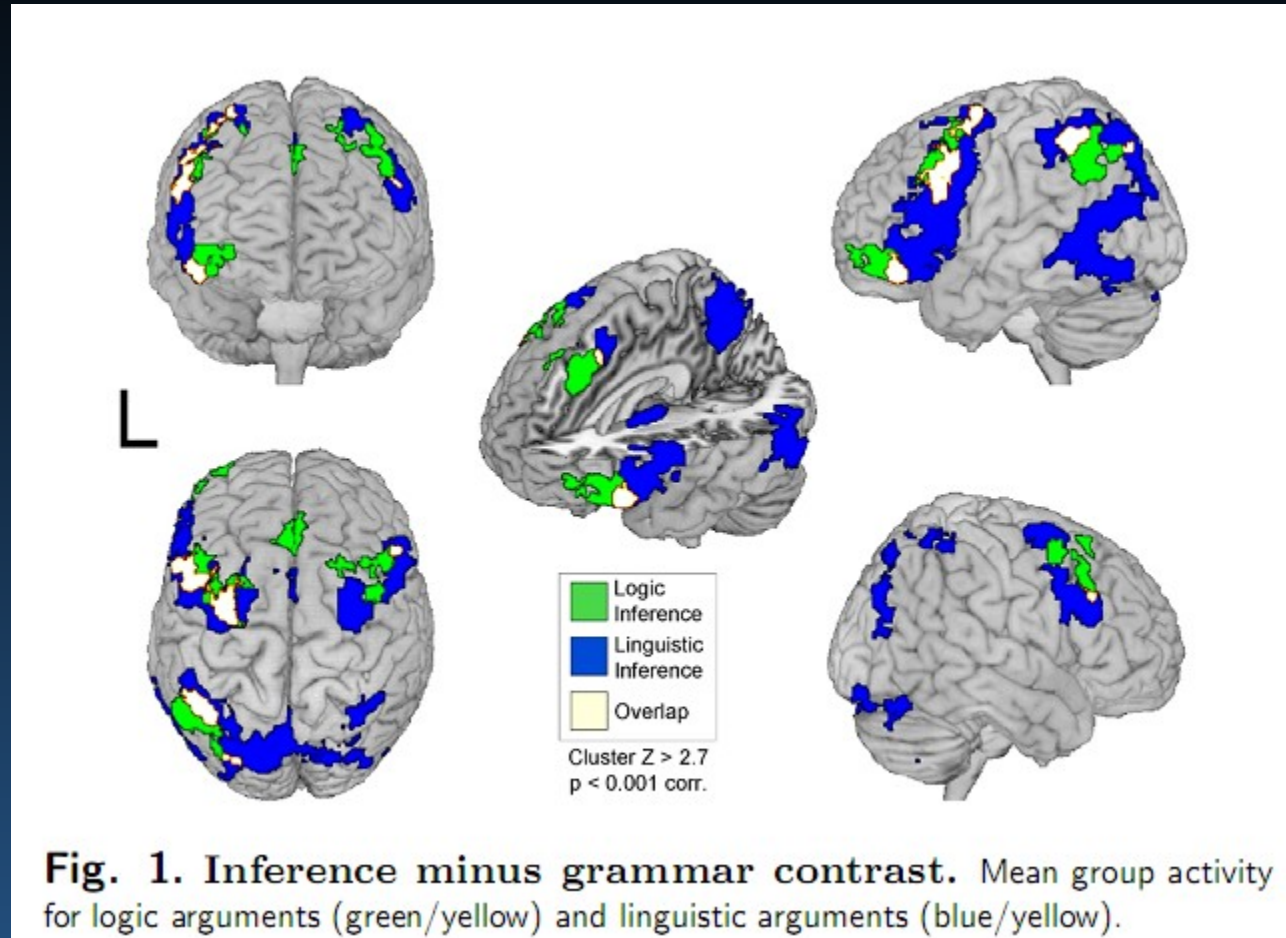 L
Logic
Inference
Linguistic
Inference
Overlap
Cluster Z > 2.7
p < 0.001 corr.
Fig. 1. Inference minus grammar contrast. Mean group activity
for logic arguments (green/yellow) and linguistic arguments (blue/yellow).